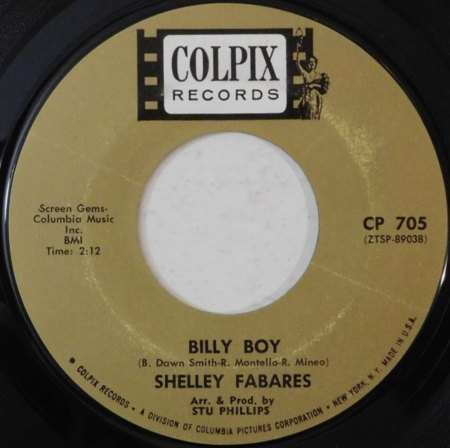 COLPIX
RECORDS
Screen Gems-
Columbia Music
Inc.
BMI
Time: 2:12
CP 705
(ZTSP-89038)
BILLY BOY
(B. Dawn Smith-R. Montello-R. Mineo)
SHELLEY FABARES
Arr. & Prod. by
STU PHILLIPS
COLPIX RECORDS • A DIVISION OF COLUMBIA PICTURES CORPORATION • NEW YORK, N.Y. MADE IN U.S.A.